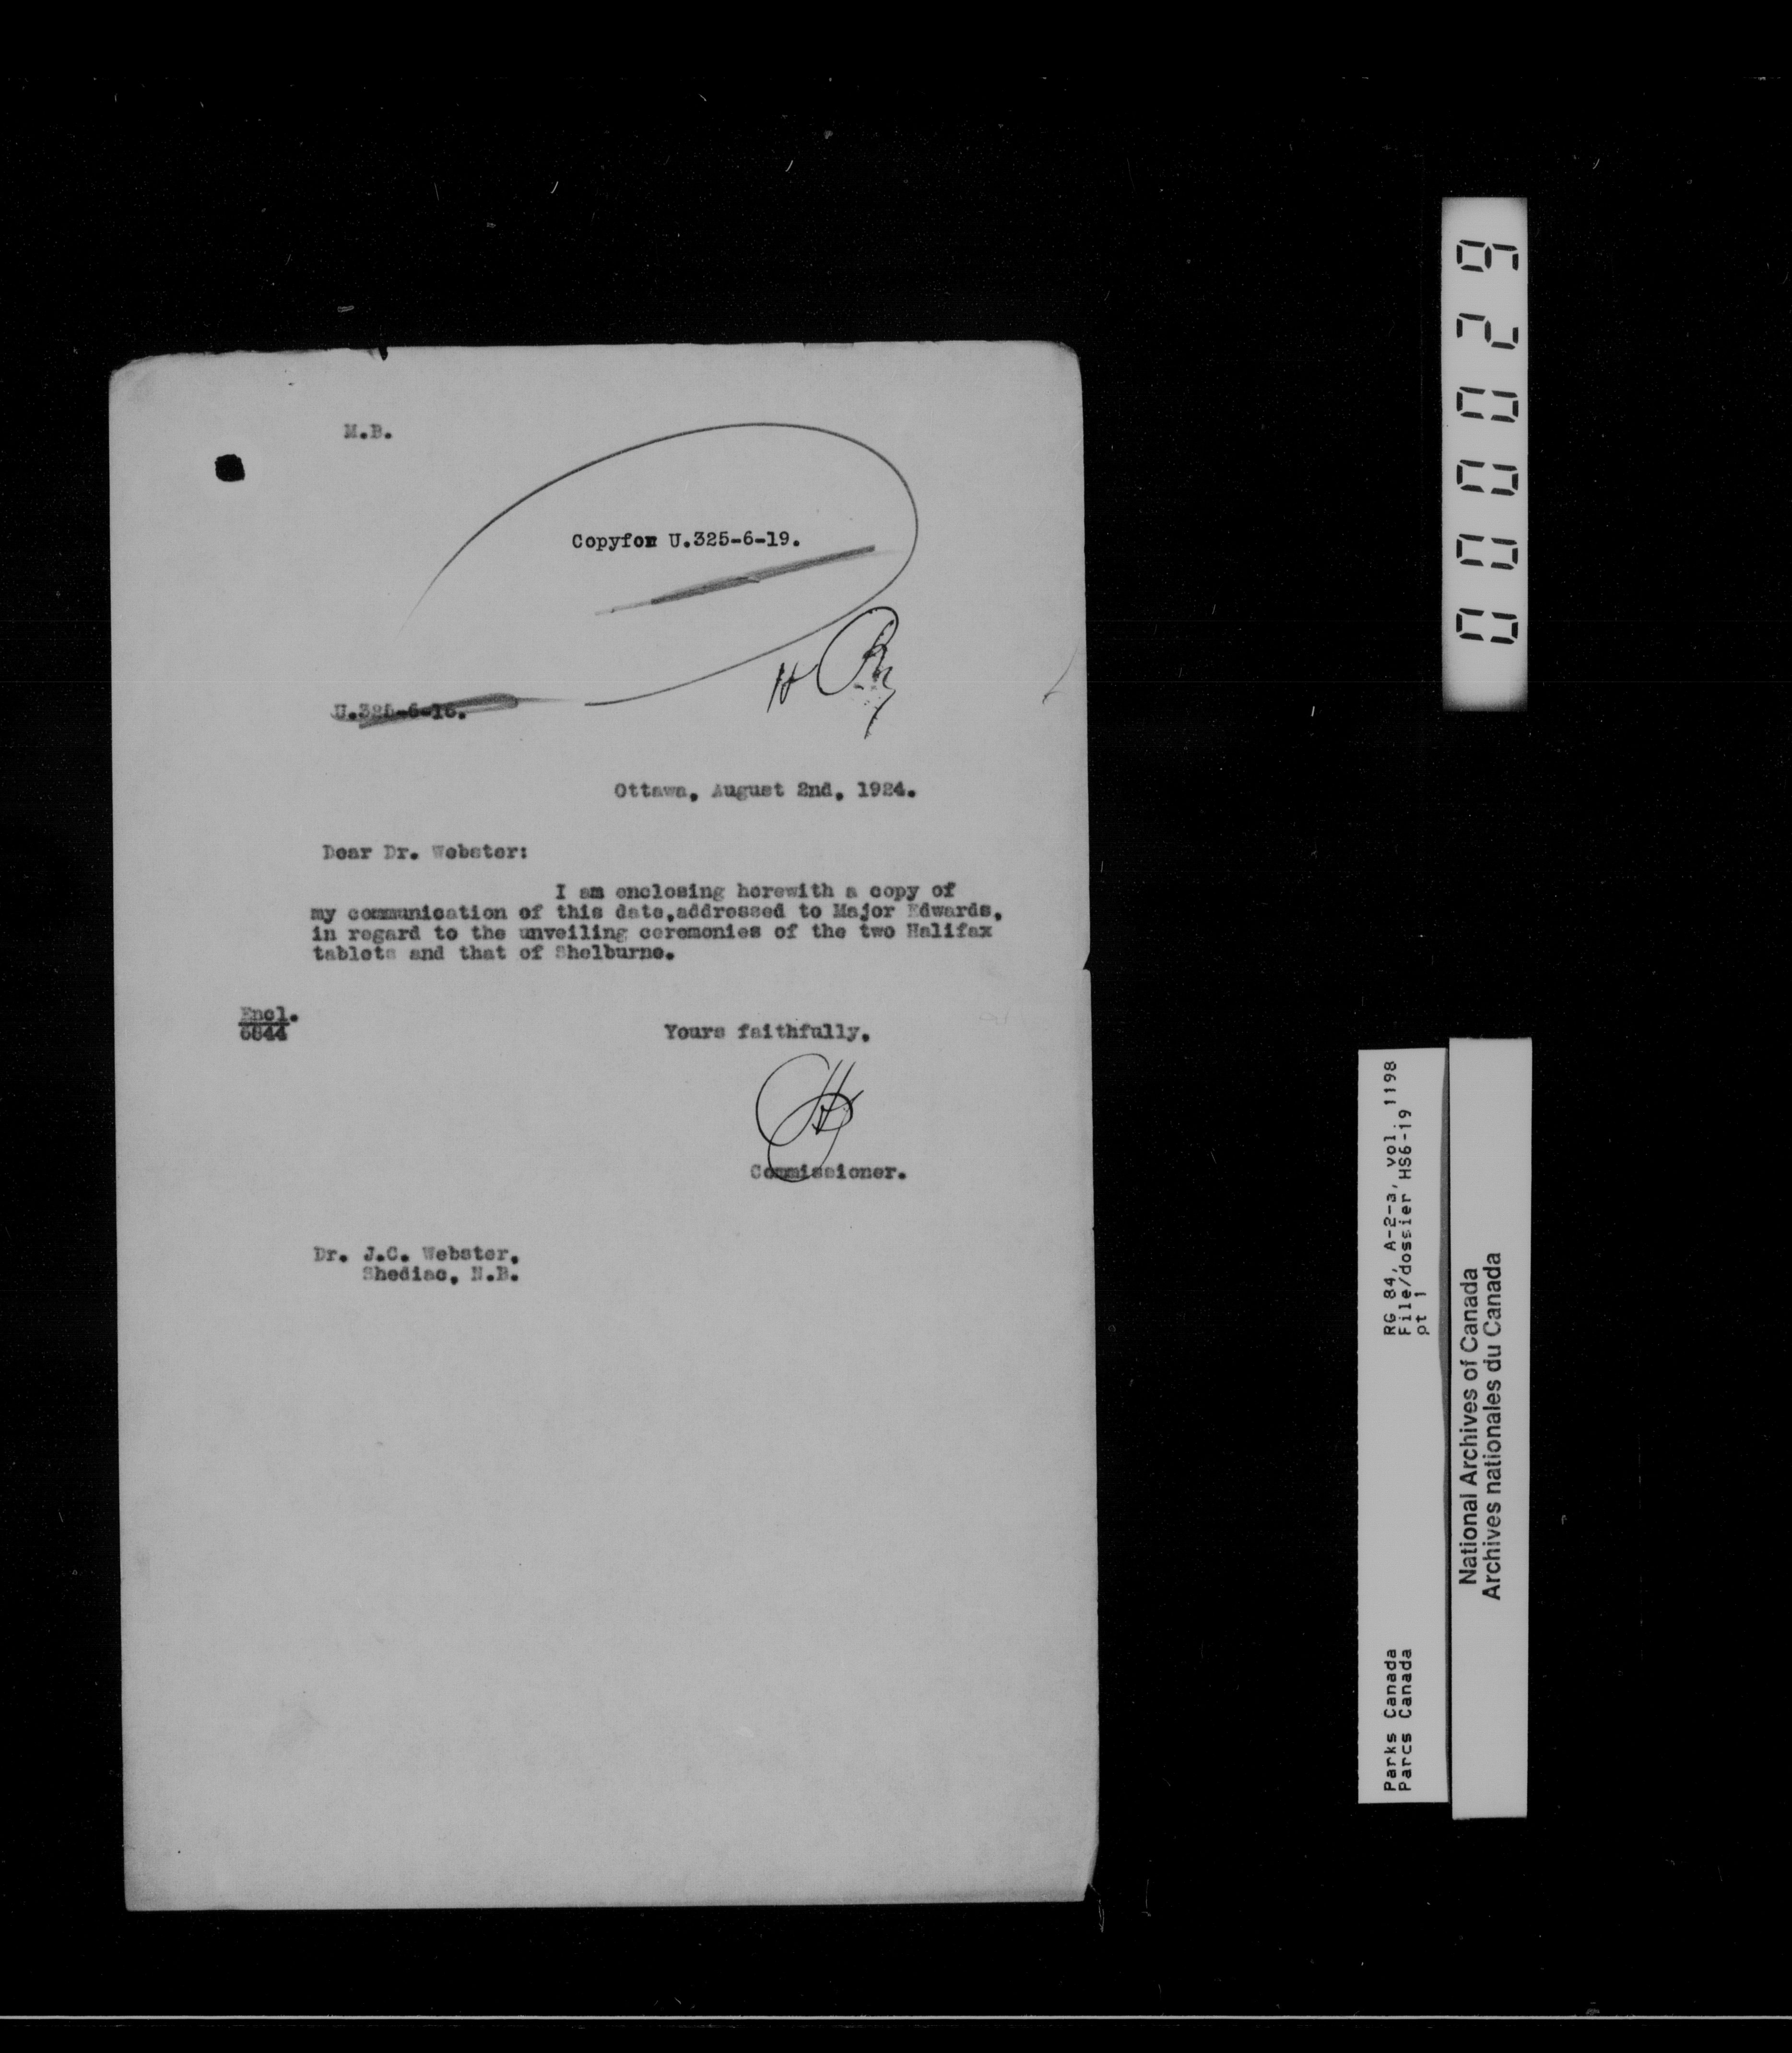 M.B.
Copyfor U.325-6-19.
U.325-6-16.
Ottawa, August 2nd, 1924.
Dear Dr. Webster:
I am enclosing herewith a copy of
my communication of this date,addressed to Major Edwards,
in regard to the unveiling ceremonies of the two Halifax
tablets and that of Shelburne.
Encl.
6844
Yours faithfully,
Commissioner.
Dr. J.C. Webster,
Shediac, N.B.
000029
RG 84, A-2-a, vol. 1198
File/dossier HS6-19
pt 1
Parks Canada
Parcs Canada
National Archives of Canada
Archives nationales du Canada